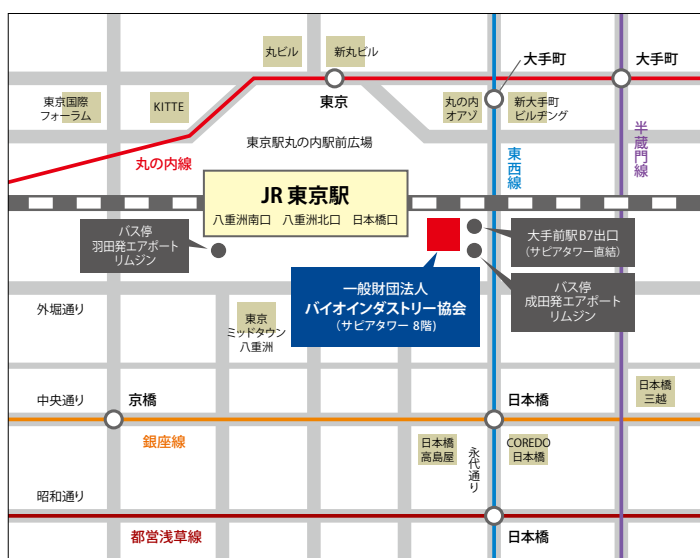 丸ビル
新丸ビル
大手町
大手町
東京国際
フォーラム
KITTE
東京
丸の内
オアゾ
新大手町
ビルヂング
東京駅丸の内駅前広場
丸の内線
東西線
半蔵門線
JR 東京駅
八重洲南口 八重洲北口 日本橋口
バス停
羽田発エアポート
リムジン
大手前駅B7出口
(サピアタワー直結)
一般財団法人
バイオインダストリー協会
(サピアタワー 8階)
バス停
成田発エアポート
リムジン
外堀通り
東京
ミッドタウン
八重洲
中央通り
京橋
日本橋
日本橋
三越
銀座線
日本橋
高島屋
永代通り
COREDO
日本橋
昭和通り
都営浅草線
日本橋